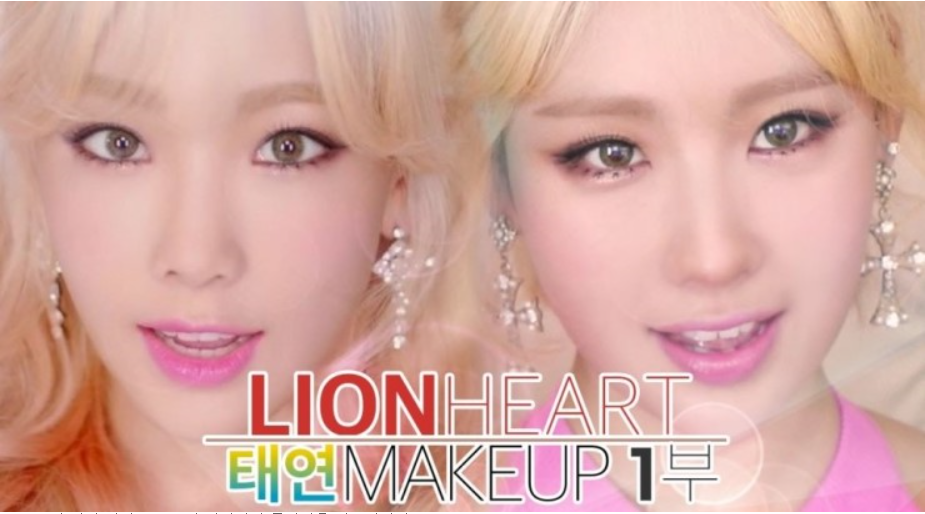 LIONHEART
태연MAKEUP 1부